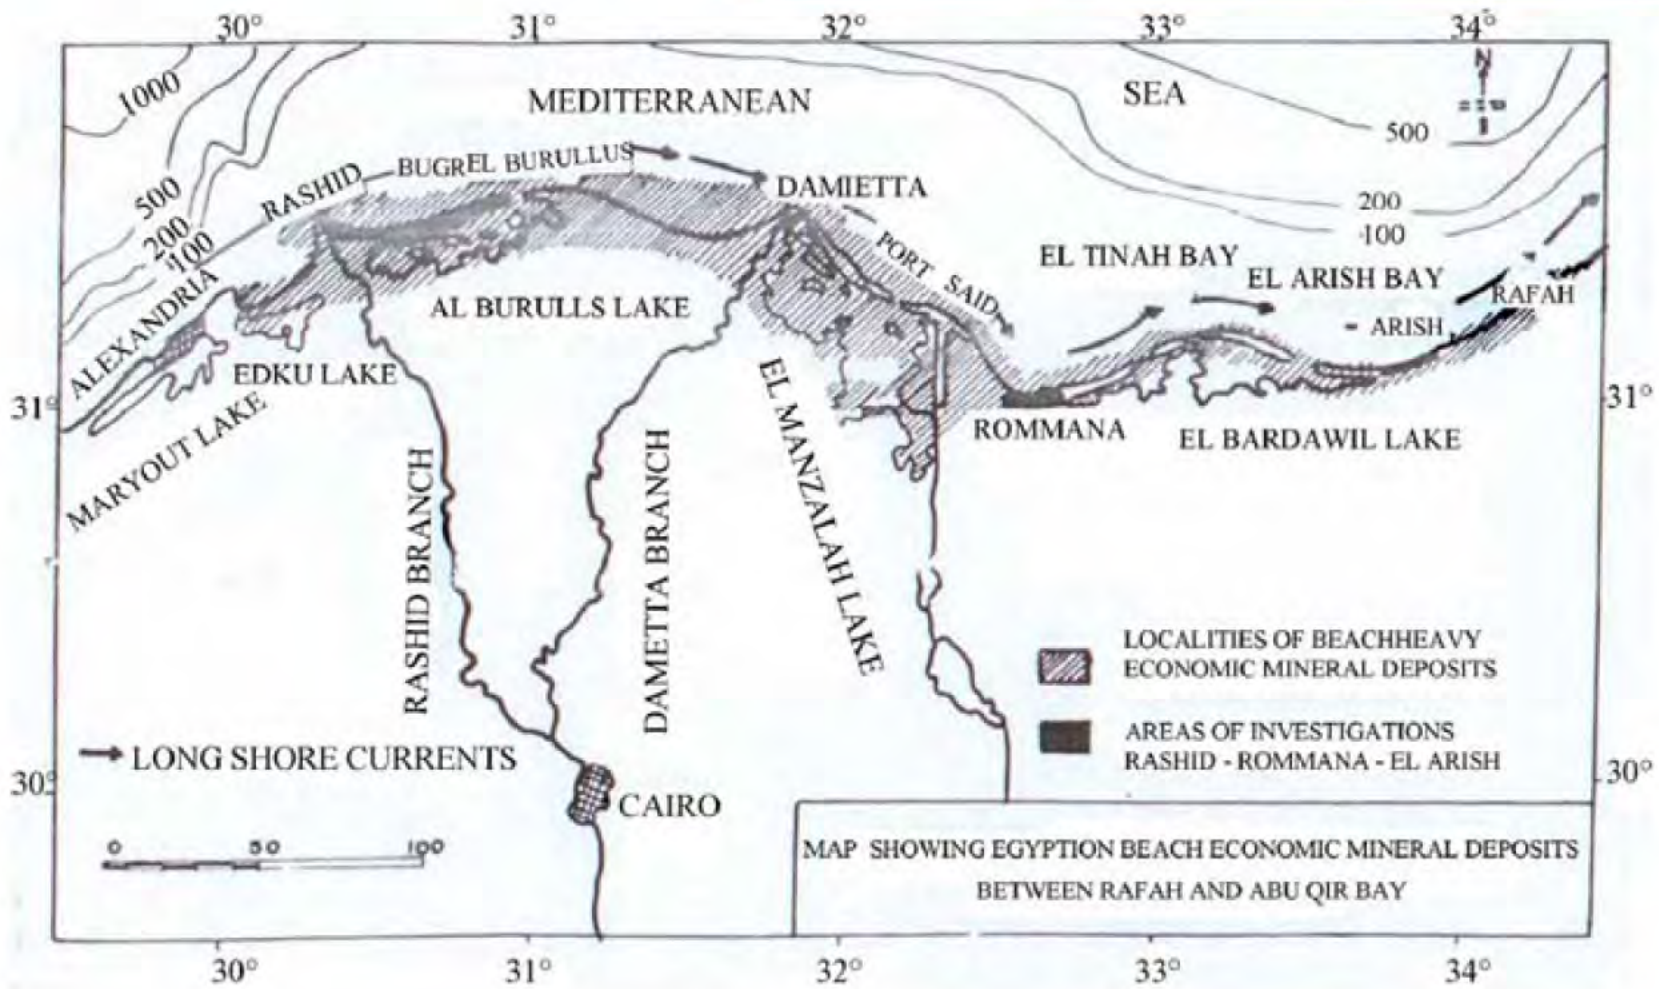 30° 31° 32° 33° 34°
1000
MEDITERRANEAN
SEA
N
500
BUGREL BURULLUS
RASHID
DAMIETTA
500
200
100
200
100
PORT SAID
EL TINAH BAY
EL ARISH BAY
RAFAH
ARISH
ALEXANDRIA
AL BURULLS LAKE
EDKU LAKE
31°
31°
MARYOUT LAKE
ROMMANA
EL BARDAWIL LAKE
EL MANZALAH LAKE
RASHID BRANCH
DAMETTA BRANCH
LOCALITIES OF BEACHHEAVY
ECONOMIC MINERAL DEPOSITS
AREAS OF INVESTIGATIONS
RASHID - ROMMANA - EL ARISH
LONG SHORE CURRENTS
30°
30°
CAIRO
0 50 100
MAP SHOWING EGYPTION BEACH ECONOMIC MINERAL DEPOSITS
BETWEEN RAFAH AND ABU QIR BAY
30° 31° 32° 33° 34°